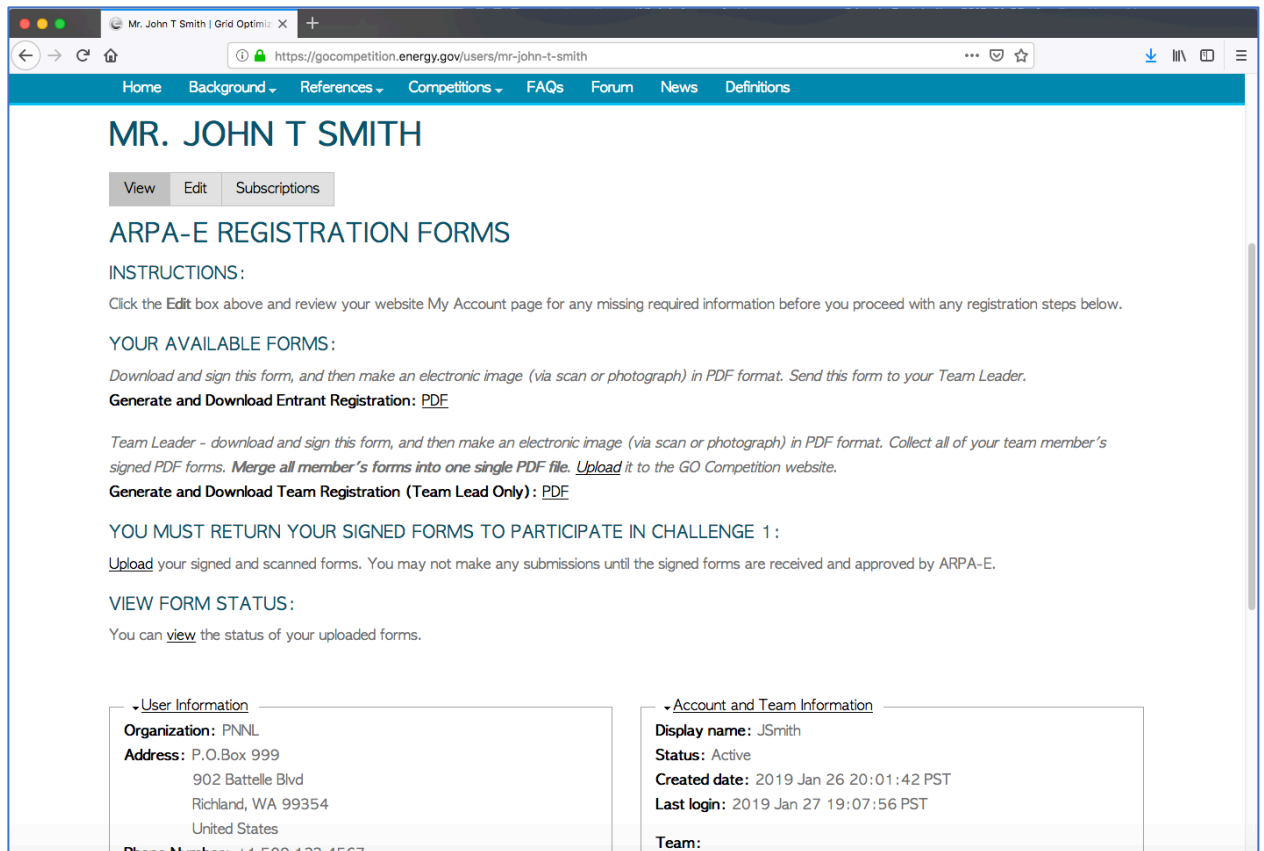 Mr. John T Smith | Grid Optimiz
https://gocompetition.energy.gov/users/mr-john-t-smith
Home Background References Competitions FAQs Forum News Definitions
MR. JOHN T SMITH
View Edit Subscriptions
ARPA-E REGISTRATION FORMS
INSTRUCTIONS:
Click the Edit box above and review your website My Account page for any missing required information before you proceed with any registration steps below.
YOUR AVAILABLE FORMS:
Download and sign this form, and then make an electronic image (via scan or photograph) in PDF format. Send this form to your Team Leader.
Generate and Download Entrant Registration: PDF
Team Leader - download and sign this form, and then make an electronic image (via scan or photograph) in PDF format. Collect all of your team member's
signed PDF forms. Merge all member's forms into one single PDF file. Upload it to the GO Competition website.
Generate and Download Team Registration (Team Lead Only): PDF
YOU MUST RETURN YOUR SIGNED FORMS TO PARTICIPATE IN CHALLENGE 1:
Upload your signed and scanned forms. You may not make any submissions until the signed forms are received and approved by ARPA-E.
VIEW FORM STATUS:
You can view the status of your uploaded forms.
User Information
Organization: PNNL
Address: P.O.Box 999
902 Battelle Blvd
Richland, WA 99354
United States
Phone Number: +1 509 123 4567
Account and Team Information
Display name: JSmith
Status: Active
Created date: 2019 Jan 26 20:01:42 PST
Last login: 2019 Jan 27 19:07:56 PST
Team: